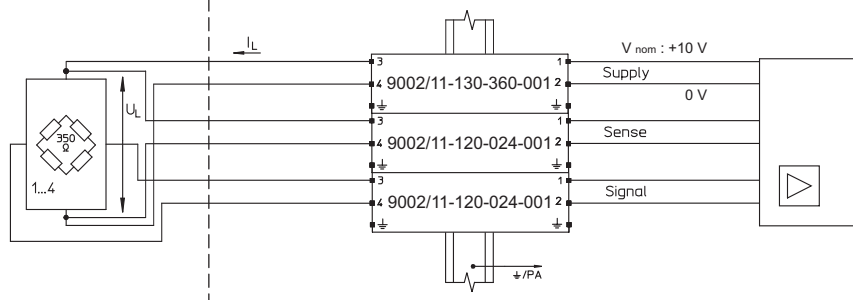 I_L
V nom : +10 V
3 1
4 9002/11-130-360-001 2
Supply
0 V
U_L
3 1
4 9002/11-120-024-001 2
Sense
350
Ω
1...4
3 1
4 9002/11-120-024-001 2
Signal
⏚/PA